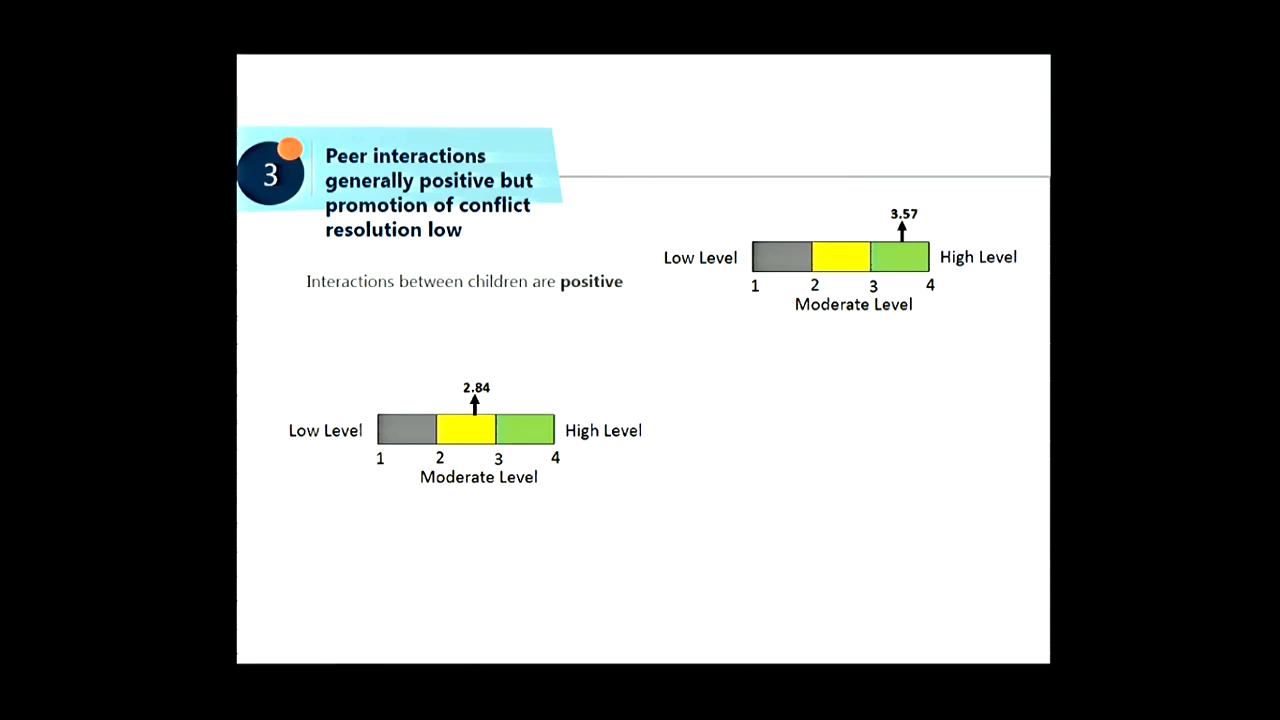 3
Peer interactions
generally positive but
promotion of conflict
resolution low
Interactions between children are positive
3.57
Low Level
High Level
1 2 3 4
Moderate Level
2.84
Low Level
High Level
1 2 3 4
Moderate Level